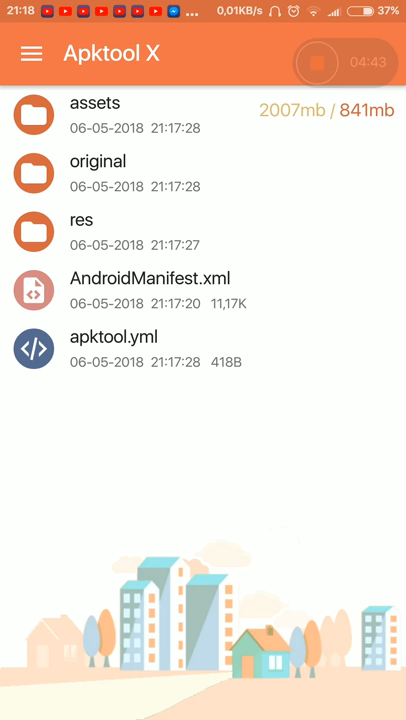 21:18 ... 0,01KB/s 37%
Apktool X
04:43
assets
2007mb / 841mb
06-05-2018 21:17:28
original
06-05-2018 21:17:28
res
06-05-2018 21:17:27
AndroidManifest.xml
06-05-2018 21:17:20 11,17K
apktool.yml
06-05-2018 21:17:28 418B